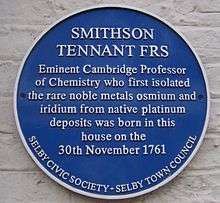 SMITHSON
TENNANT FRS
Eminent Cambridge Professor
of Chemistry who first isolated
the rare noble metals osmium and
iridium from native platinum
deposits was born in this
house on the
30th November 1761
SELBY CIVIC SOCIETY - SELBY TOWN COUNCIL